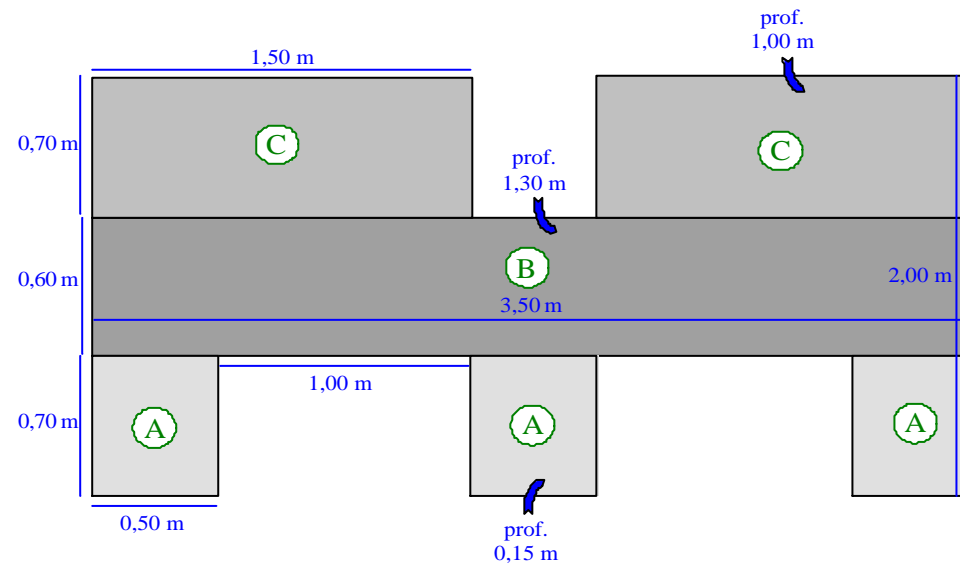 prof.
1,00 m
1,50 m
0,70 m
C
C
prof.
1,30 m
0,60 m
B
2,00 m
3,50 m
1,00 m
0,70 m
A
A
A
0,50 m
prof.
0,15 m